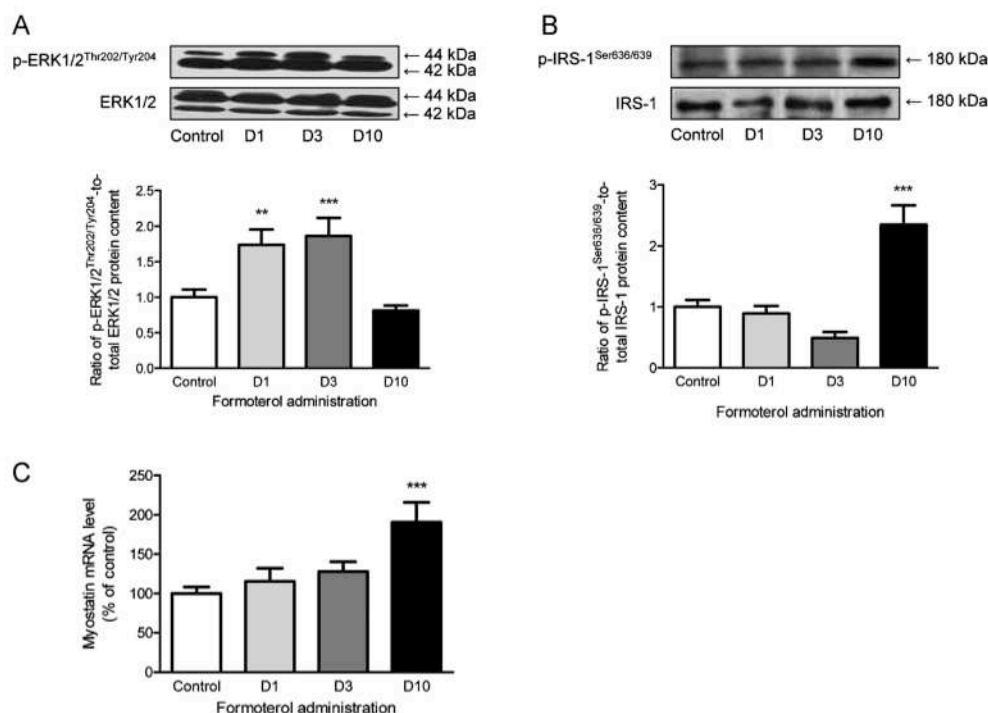 A
p-ERK1/2Thr202/Tyr204
← 44 kDa
← 42 kDa
ERK1/2
← 44 kDa
← 42 kDa
Control D1 D3 D10
Ratio of p-ERK1/2Thr202/Tyr204-to-
total ERK1/2 protein content
2.5
2.0
1.5
1.0
0.5
0.0
**
***
Control D1 D3 D10
Formoterol administration
B
p-IRS-1Ser636/639
← 180 kDa
IRS-1
← 180 kDa
Control D1 D3 D10
Ratio of p-IRS-1Ser636/639-to-
total IRS-1 protein content
3
2
1
0
***
Control D1 D3 D10
Formoterol administration
C
Myostatin mRNA level
(% of control)
250
200
150
100
50
0
***
Control D1 D3 D10
Formoterol administration